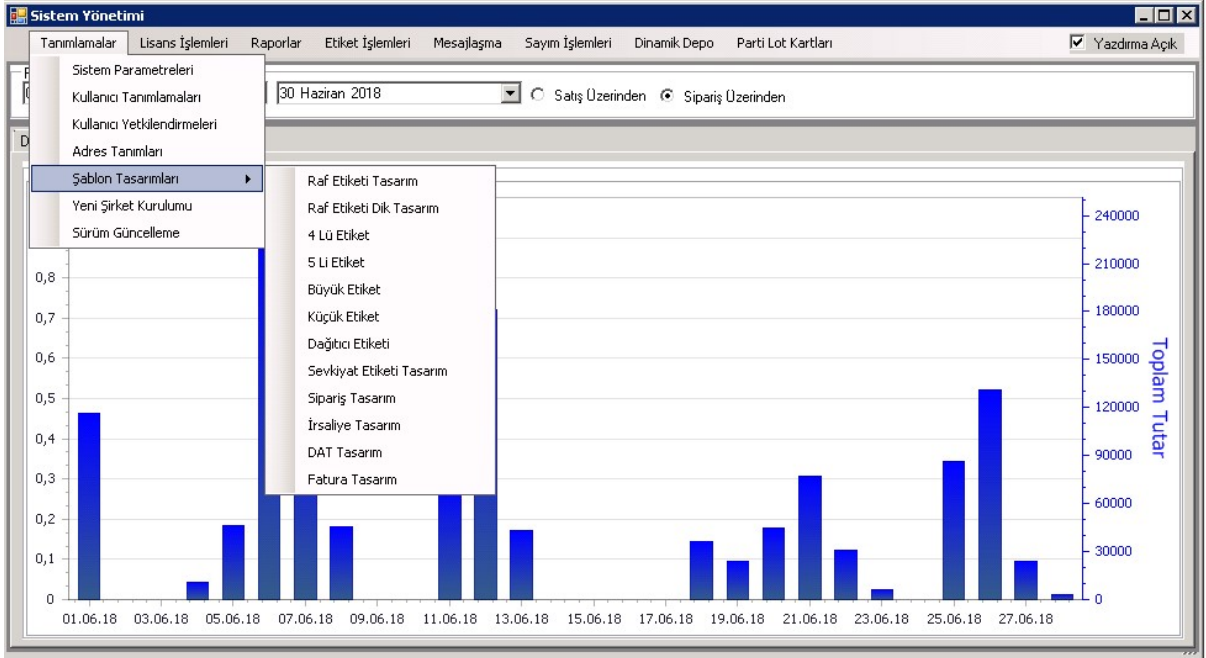 Sistem Yönetimi
Tanımlamalar Lisans İşlemleri Raporlar Etiket İşlemleri Mesajlaşma Sayım İşlemleri Dinamik Depo Parti Lot Kartları Yazdırma Açık
Sistem Parametreleri
Kullanıcı Tanımlamaları
Kullanıcı Yetkilendirmeleri
Adres Tanımları
Şablon Tasarımları
Yeni Şirket Kurulumu
Sürüm Güncelleme
30 Haziran 2018 Satış Üzerinden Sipariş Üzerinden
Raf Etiketi Tasarım
Raf Etiketi Dik Tasarım
4 Lü Etiket
5 Li Etiket
Büyük Etiket
Küçük Etiket
Dağıtıcı Etiketi
Sevkiyat Etiketi Tasarım
Sipariş Tasarım
İrsaliye Tasarım
DAT Tasarım
Fatura Tasarım
0,8
0,7
0,6
0,5
0,4
0,3
0,2
0,1
0
240000
210000
180000
150000
120000
90000
60000
30000
0
Toplam Tutar
01.06.18 03.06.18 05.06.18 07.06.18 09.06.18 11.06.18 13.06.18 15.06.18 17.06.18 19.06.18 21.06.18 23.06.18 25.06.18 27.06.18